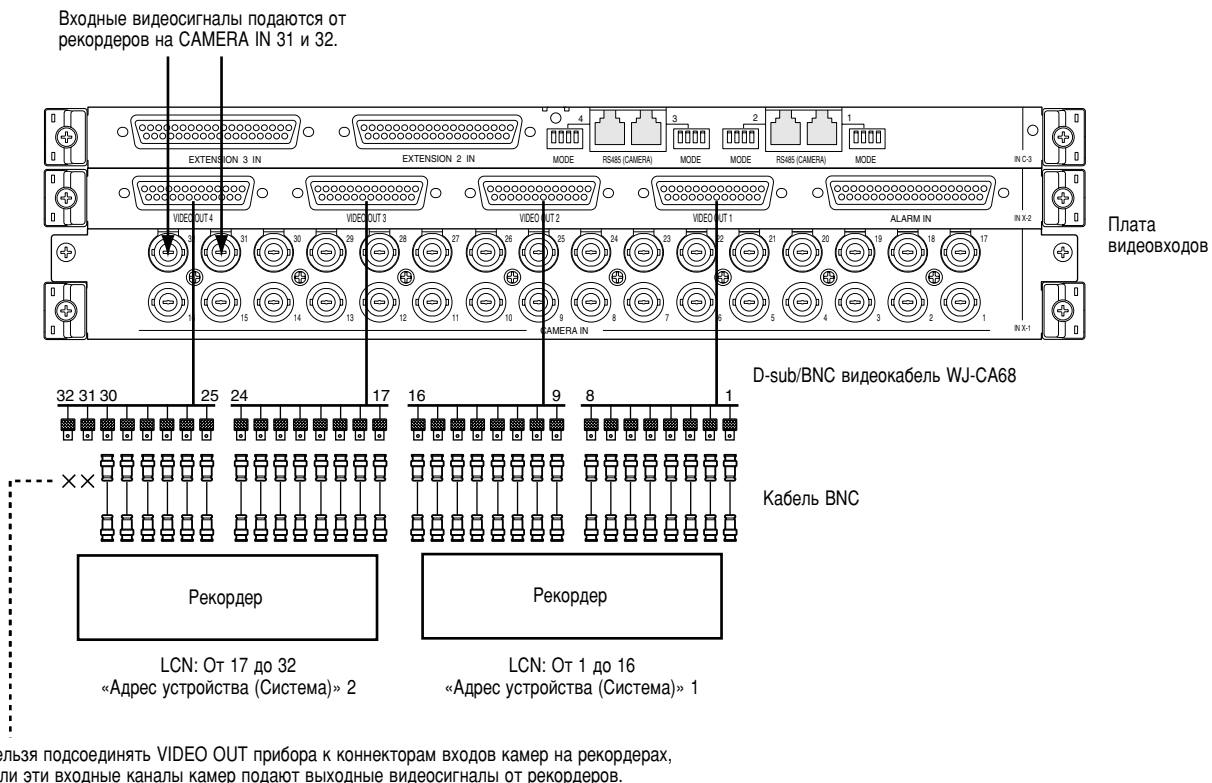 Входные видеосигналы подаются от
рекордеров на CAMERA IN 31 и 32.
4 3 2 1
EXTENSION 3 IN EXTENSION 2 IN MODE RS485 (CAMERA) MODE MODE RS485 (CAMERA) MODE IN C-3
VIDEO OUT 4 VIDEO OUT 3 VIDEO OUT 2 VIDEO OUT 1 ALARM IN IN X-2
Плата
видеовходов
31 30 29 28 27 26 25 24 23 22 21 20 19 18 17
15 14 13 12 11 10 9 8 7 6 5 4 3 2 1
CAMERA IN IN X-1
D-sub/BNC видеокабель WJ-CA68
32 31 30 25 24 17 16 9 8 1
Кабель BNC
Рекордер Рекордер
LCN: От 17 до 32 LCN: От 1 до 16
«Адрес устройства (Система)» 2 «Адрес устройства (Система)» 1
подсоединять VIDEO OUT прибора к коннекторам входов камер на рекордерах,
эти входные каналы камер подают выходные видеосигналы от рекордеров.